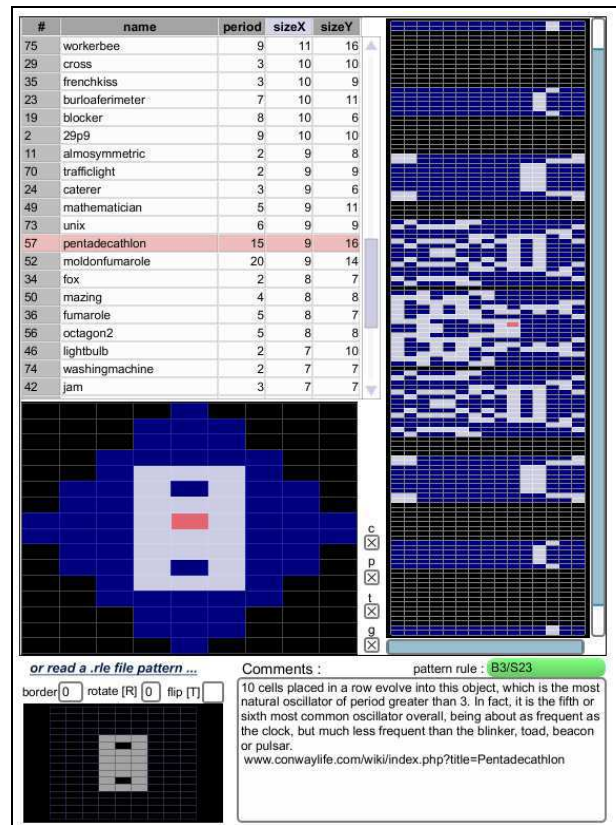 # name period sizeX sizeY
75 workerbee 9 11 16
29 cross 3 10 10
35 frenchkiss 3 10 9
23 burloaferimeter 7 10 11
19 blocker 8 10 6
2 29p9 9 10 10
11 almosymmetric 2 9 8
70 trafficlight 2 9 9
24 caterer 3 9 6
49 mathematician 5 9 11
73 unix 6 9 9
57 pentadecathlon 15 9 16
52 moldonfumarole 20 9 14
34 fox 2 8 7
50 mazing 4 8 8
36 fumarole 5 8 7
56 octagon2 5 8 8
46 lightbulb 2 7 10
74 washingmachine 2 7 7
42 jam 3 7 7
c
p
t
g
or read a .rle file pattern ...
border 0 rotate [R] 0 flip [T]
Comments : pattern rule : B3/S23
10 cells placed in a row evolve into this object, which is the most
natural oscillator of period greater than 3. In fact, it is the fifth or
sixth most common oscillator overall, being about as frequent as
the clock, but much less frequent than the blinker, toad, beacon
or pulsar.
www.conwaylife.com/wiki/index.php?title=Pentadecathlon